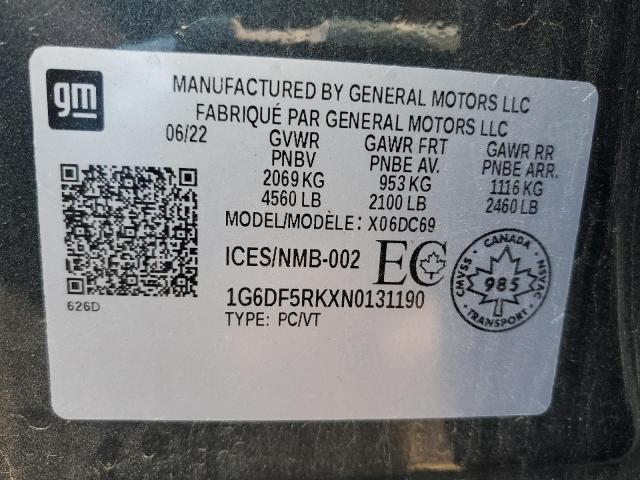 gm
MANUFACTURED BY GENERAL MOTORS LLC
FABRIQUÉ PAR GENERAL MOTORS LLC
06/22 GVWR GAWR FRT GAWR RR
PNBV PNBE AV. PNBE ARR.
2069 KG 953 KG 1116 KG
4560 LB 2100 LB 2460 LB
MODEL/MODÈLE: X06DC69
ICES/NMB-002 EC
1G6DF5RKXN0131190
TYPE: PC/VT
626D
CANADA
CMVSS 985 NSVAC
TRANSPORT